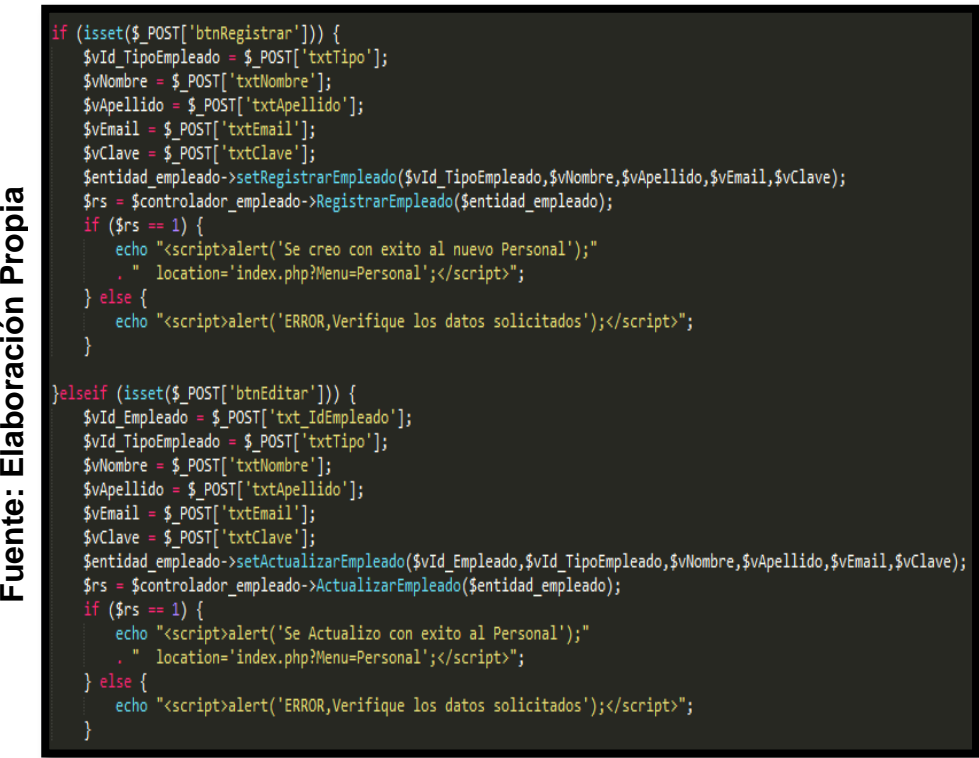 Fuente: Elaboración Propia
if (isset($_POST['btnRegistrar'])) {
    $vId_TipoEmpleado = $_POST['txtTipo'];
    $vNombre = $_POST['txtNombre'];
    $vApellido = $_POST['txtApellido'];
    $vEmail = $_POST['txtEmail'];
    $vClave = $_POST['txtClave'];
    $entidad_empleado->setRegistrarEmpleado($vId_TipoEmpleado,$vNombre,$vApellido,$vEmail,$vClave);
    $rs = $controlador_empleado->RegistrarEmpleado($entidad_empleado);
    if ($rs == 1) {
        echo "<script>alert('Se creo con exito al nuevo Personal');"
        . "  location='index.php?Menu=Personal';</script>";
    } else {
        echo "<script>alert('ERROR,Verifique los datos solicitados');</script>";
    }
}elseif (isset($_POST['btnEditar'])) {
    $vId_Empleado = $_POST['txt_IdEmpleado'];
    $vId_TipoEmpleado = $_POST['txtTipo'];
    $vNombre = $_POST['txtNombre'];
    $vApellido = $_POST['txtApellido'];
    $vEmail = $_POST['txtEmail'];
    $vClave = $_POST['txtClave'];
    $entidad_empleado->setActualizarEmpleado($vId_Empleado,$vId_TipoEmpleado,$vNombre,$vApellido,$vEmail,$vClave);
    $rs = $controlador_empleado->ActualizarEmpleado($entidad_empleado);
    if ($rs == 1) {
        echo "<script>alert('Se Actualizo con exito al Personal');"
        . "  location='index.php?Menu=Personal';</script>";
    } else {
        echo "<script>alert('ERROR,Verifique los datos solicitados');</script>";
    }